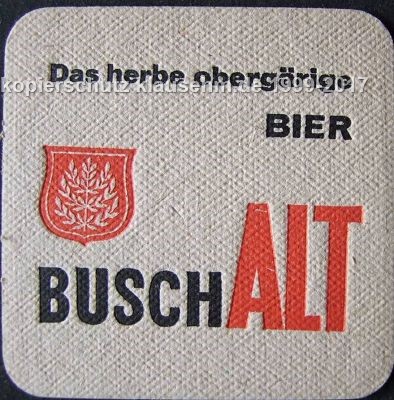 Das herbe obergärige
kopierschutz klausehm.de 1999-2017
BIER
BUSCH ALT